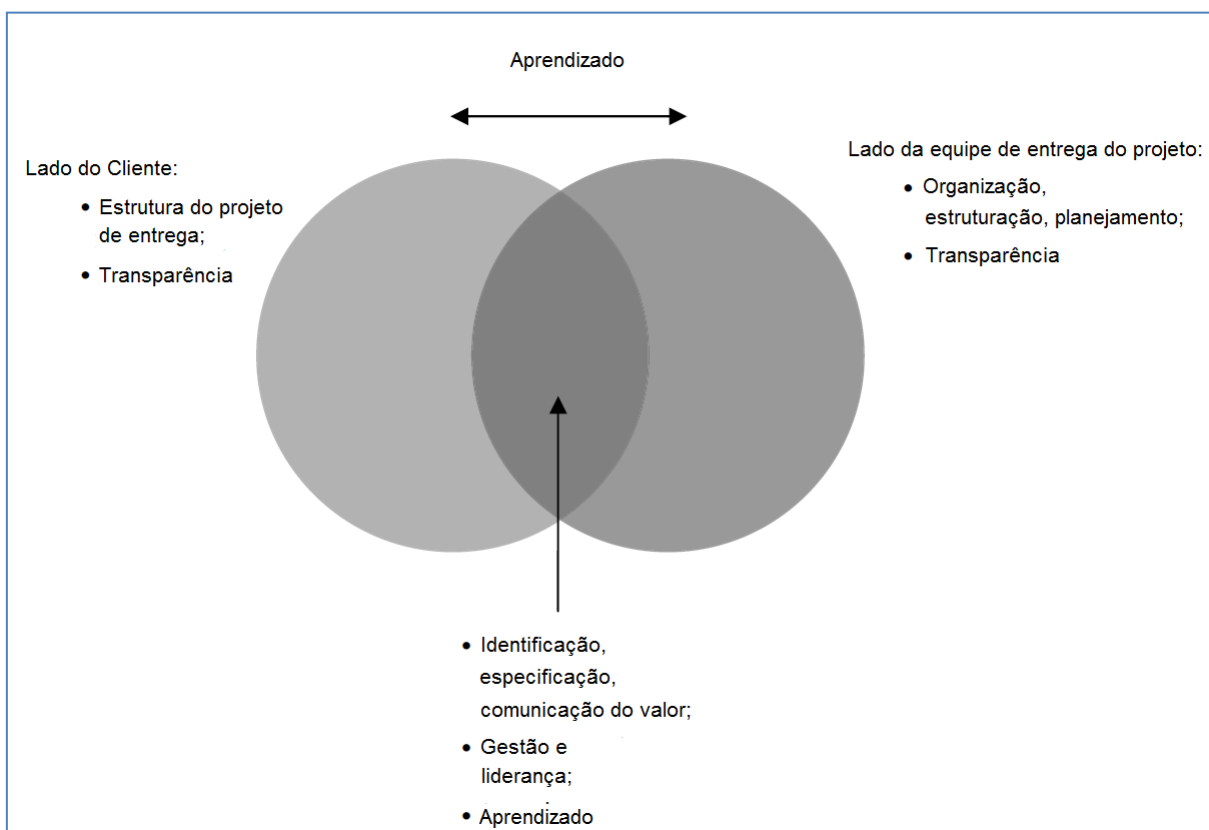 Aprendizado
Lado do Cliente:
• Estrutura do projeto
de entrega;
• Transparência
Lado da equipe de entrega do projeto:
• Organização,
estruturação, planejamento;
• Transparência
• Identificação,
especificação,
comunicação do valor;
• Gestão e
liderança;
• Aprendizado